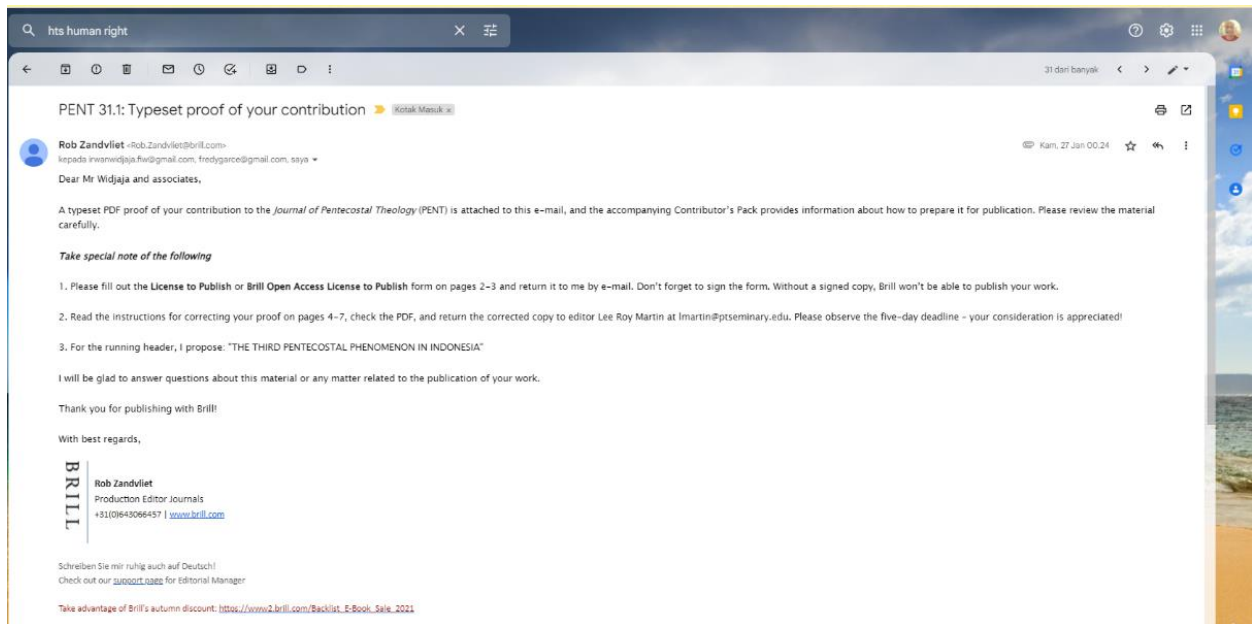 hts human right
31 dari banyak
PENT 31.1: Typeset proof of your contribution Kotak Masuk x
Rob Zandvliet <Rob.Zandvliet@brill.com>
Kam, 27 Jan 00.24
kepada irwanwidjaja.fiw@gmail.com, fredygarce@gmail.com, saya
Dear Mr Widjaja and associates,
A typeset PDF proof of your contribution to the Journal of Pentecostal Theology (PENT) is attached to this e-mail, and the accompanying Contributor's Pack provides information about how to prepare it for publication. Please review the material
carefully.
Take special note of the following
1. Please fill out the License to Publish or Brill Open Access License to Publish form on pages 2-3 and return it to me by e-mail. Don't forget to sign the form. Without a signed copy, Brill won't be able to publish your work.
2. Read the instructions for correcting your proof on pages 4-7, check the PDF, and return the corrected copy to editor Lee Roy Martin at lmartin@ptseminary.edu. Please observe the five-day deadline – your consideration is appreciated!
3. For the running header, I propose: "THE THIRD PENTECOSTAL PHENOMENON IN INDONESIA"
I will be glad to answer questions about this material or any matter related to the publication of your work.
Thank you for publishing with Brill!
With best regards,
BRILL
Rob Zandvliet
Production Editor Journals
+31(0)643066457 | www.brill.com
Schreiben Sie mir ruhig auch auf Deutsch!
Check out our support page for Editorial Manager
Take advantage of Brill's autumn discount: https://www2.brill.com/Backlist_E-Book_Sale_2021